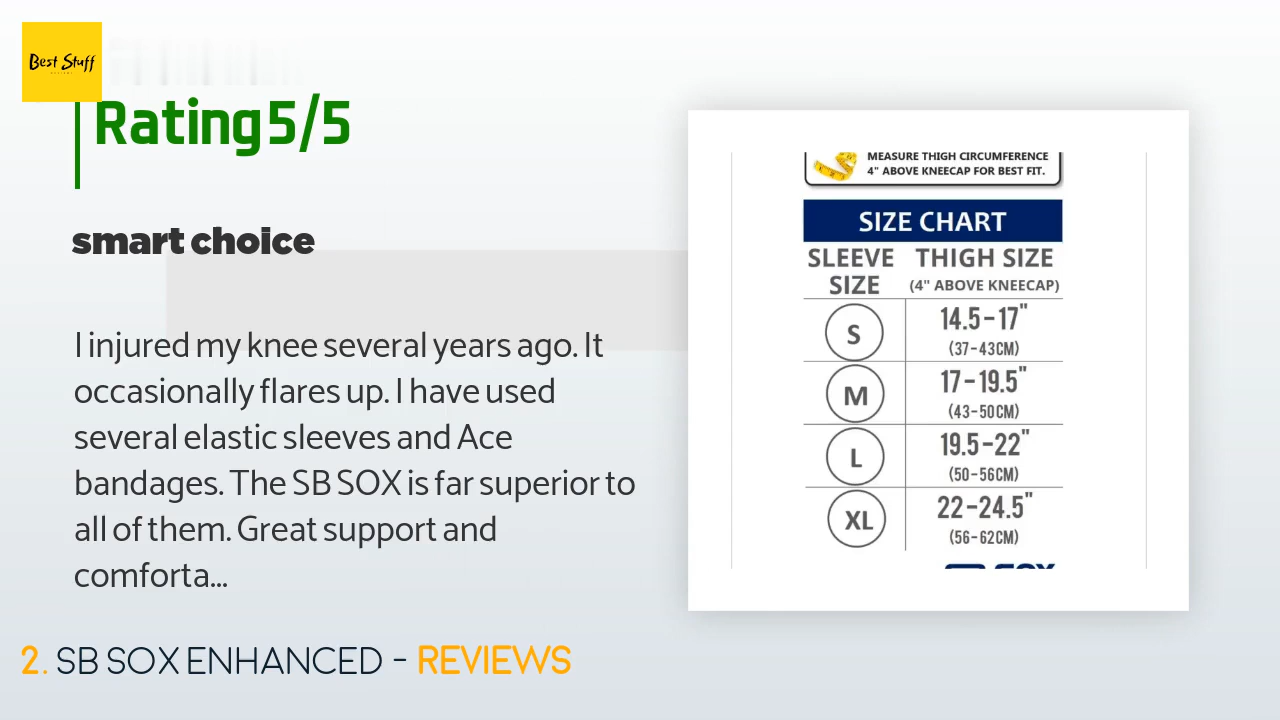 Best Stuff
Rating 5/5
smart choice
I injured my knee several years ago. It
occasionally flares up. I have used
several elastic sleeves and Ace
bandages. The SB SOX is far superior to
all of them. Great support and
comforta...
MEASURE THIGH CIRCUMFERENCE
4" ABOVE KNEECAP FOR BEST FIT.
SIZE CHART
SLEEVE SIZE
THIGH SIZE
(4" ABOVE KNEECAP)
S
14.5-17"
(37-43CM)
M
17-19.5"
(43-50CM)
L
19.5-22"
(50-56CM)
XL
22-24.5"
(56-62CM)
2. SB SOX ENHANCED - REVIEWS